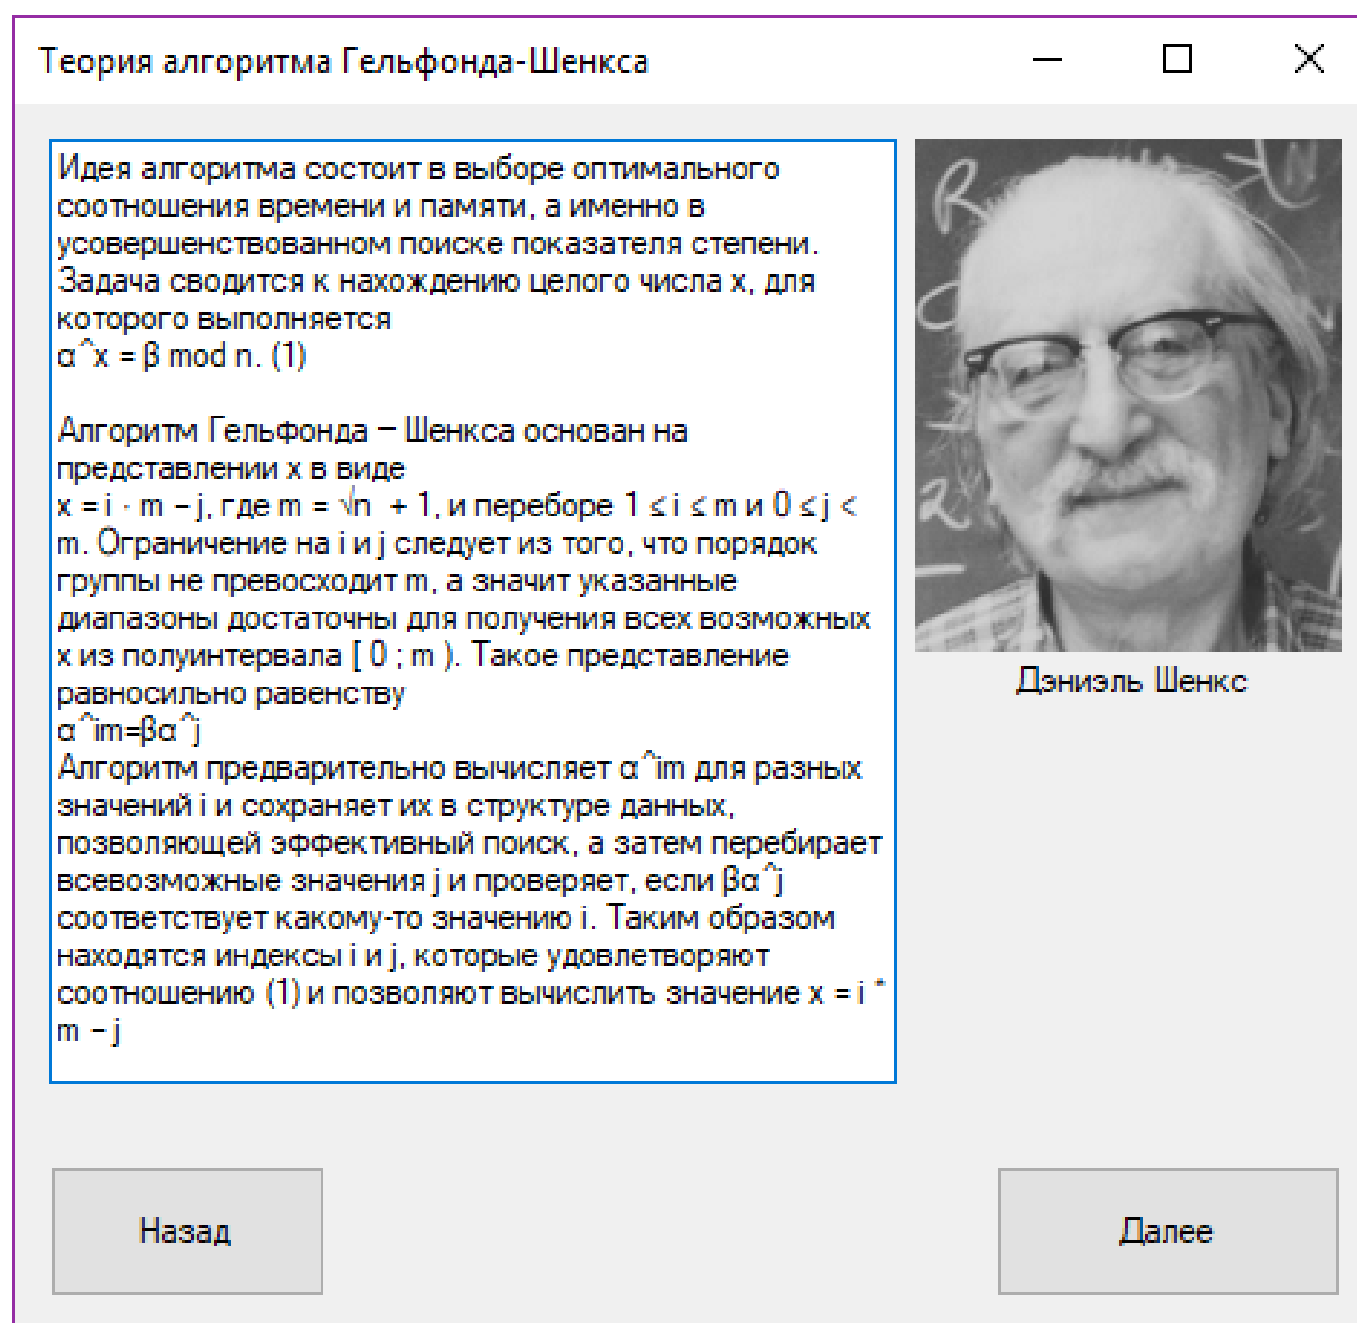 Теория алгоритма Гельфонда-Шенкса
Идея алгоритма состоит в выборе оптимального
соотношения времени и памяти, а именно в
усовершенствованном поиске показателя степени.
Задача сводится к нахождению целого числа x, для
которого выполняется
α^x = β mod n. (1)
Алгоритм Гельфонда – Шенкса основан на
представлении x в виде
x = i · m − j, где m = √n + 1, и переборе 1 ≤ i ≤ m и 0 ≤ j <
m. Ограничение на i и j следует из того, что порядок
группы не превосходит m, а значит указанные
диапазоны достаточны для получения всех возможных
x из полуинтервала [ 0 ; m ). Такое представление
равносильно равенству
α^im=βα^j
Алгоритм предварительно вычисляет α^im для разных
значений i и сохраняет их в структуре данных,
позволяющей эффективный поиск, а затем перебирает
всевозможные значения j и проверяет, если βα^j
соответствует какому-то значению i. Таким образом
находятся индексы i и j, которые удовлетворяют
соотношению (1) и позволяют вычислить значение x = i *
m − j
Дэниэль Шенкс
Назад
Далее